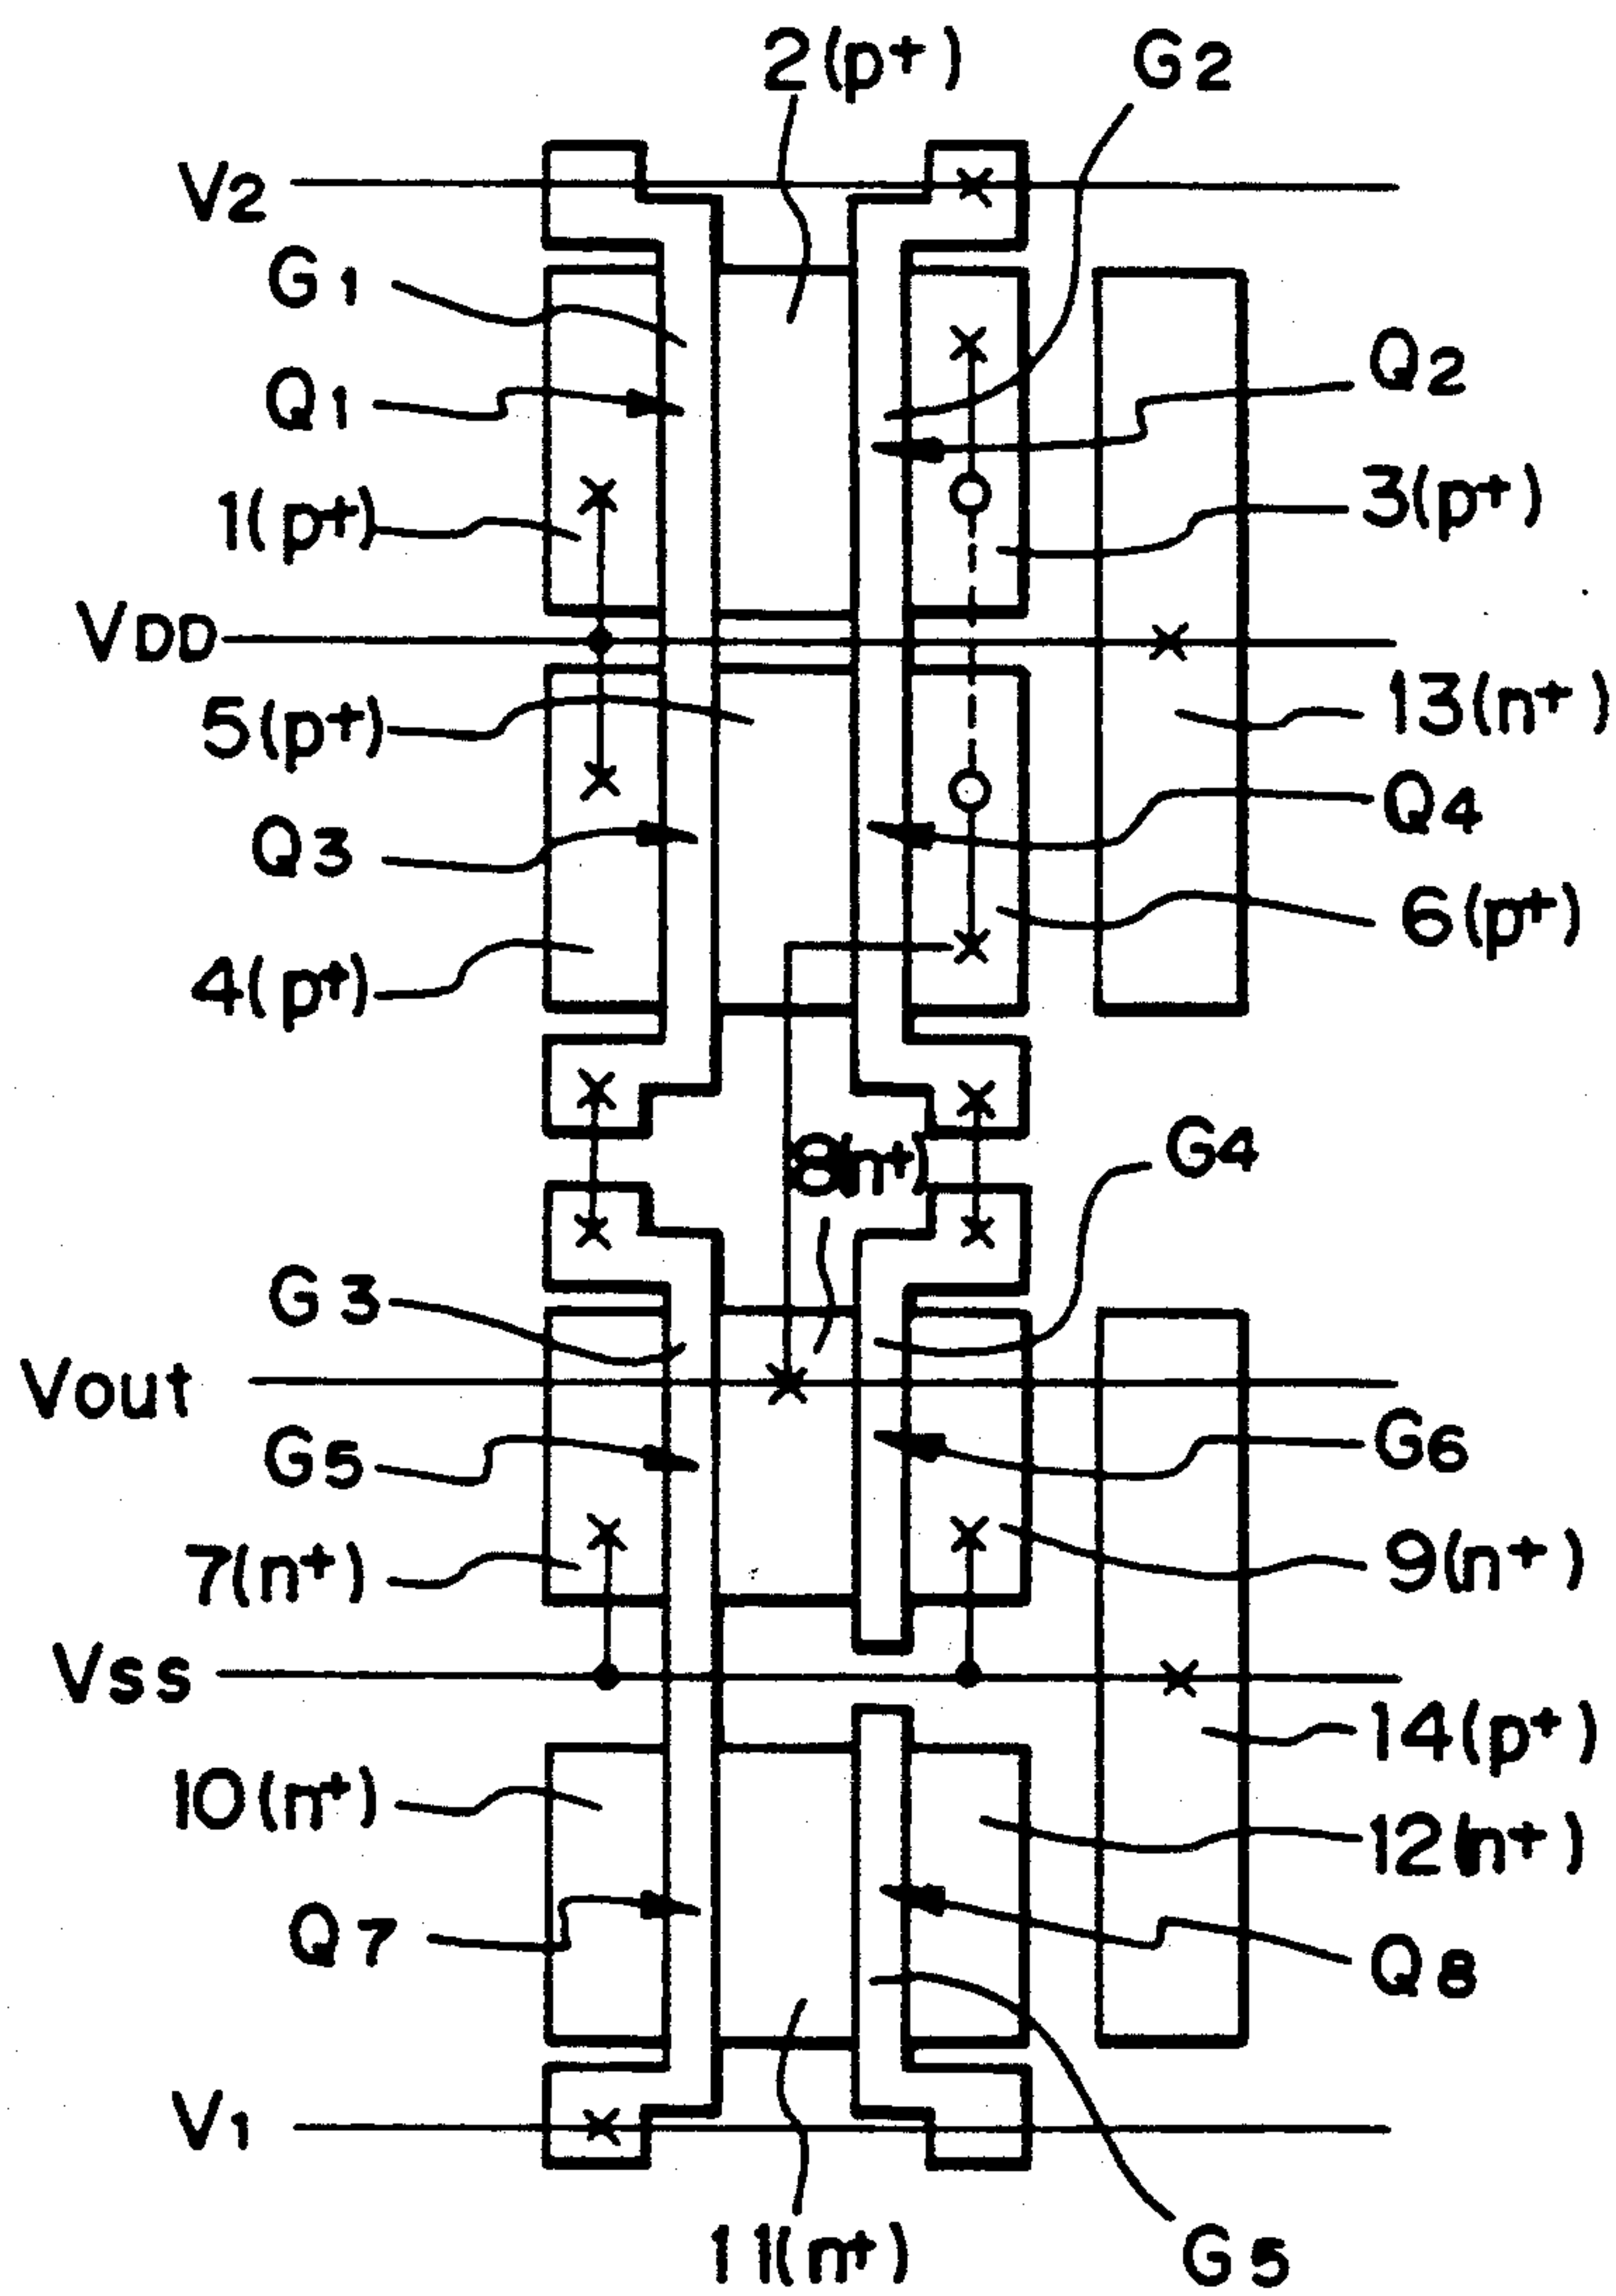 2(p+)
G2
V2
G1
Q1
Q2
1(p+)
3(p+)
VDD
5(p+)
13(n+)
Q3
Q4
6(p+)
4(p+)
8(n+)
G4
G3
Vout
G5
G6
7(n+)
9(n+)
Vss
14(p+)
10(n+)
12(n+)
Q7
Q8
V1
11(n+)
G5